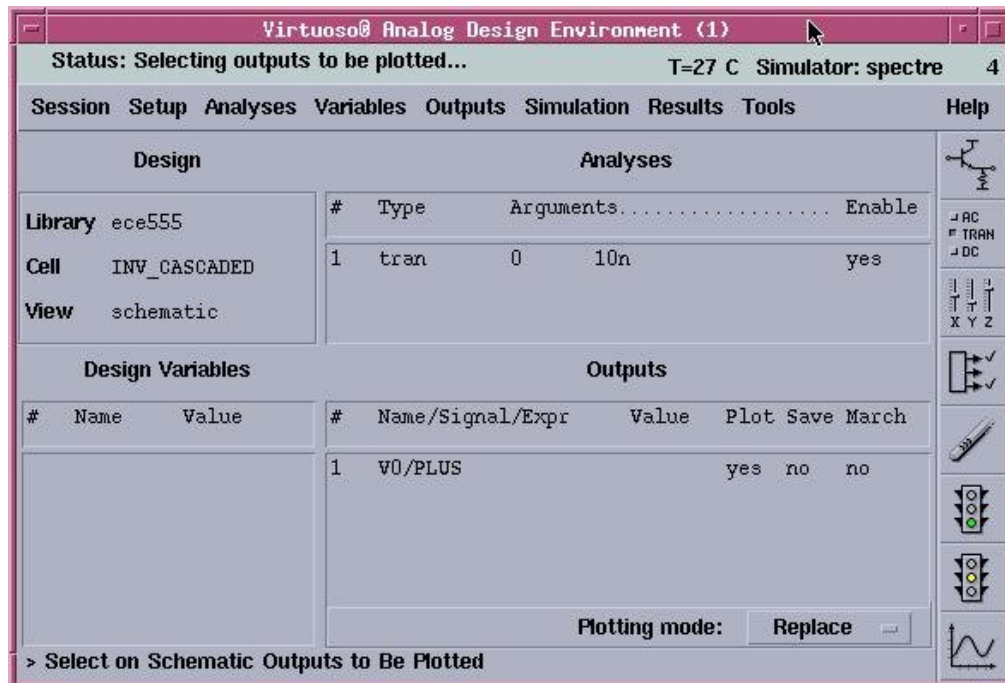 Virtuoso® Analog Design Environment (1)
Status: Selecting outputs to be plotted... T=27 C Simulator: spectre 4
Session Setup Analyses Variables Outputs Simulation Results Tools Help
Design Analyses
# Type Arguments................... Enable
Library ece555
Cell INV_CASCADED
View schematic
1 tran 0 10n yes
AC
TRAN
DC
X Y Z
Design Variables Outputs
# Name Value # Name/Signal/Expr Value Plot Save March
1 V0/PLUS yes no no
Plotting mode: Replace
> Select on Schematic Outputs to Be Plotted